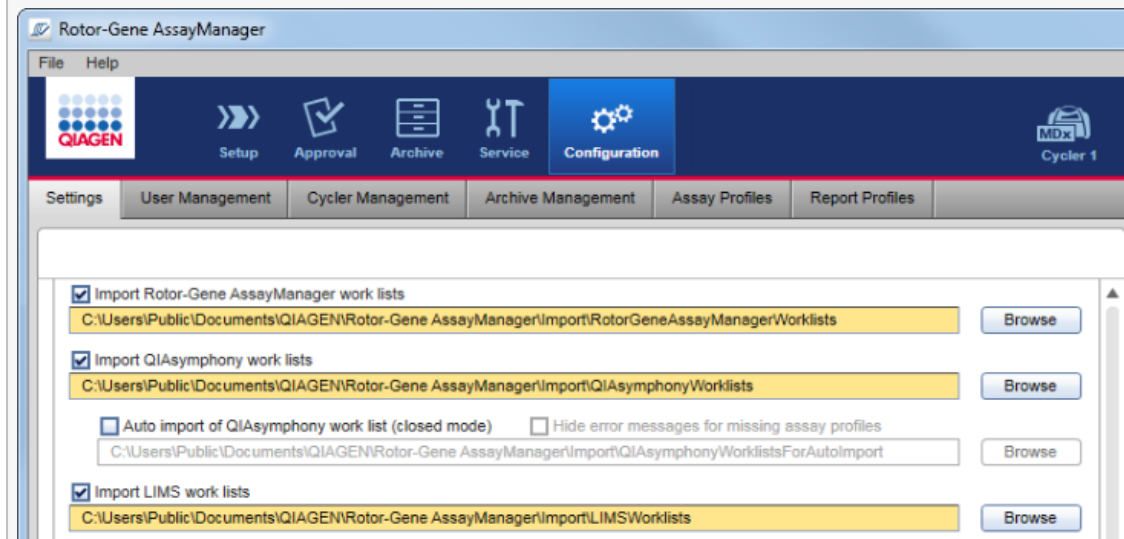 Rotor-Gene AssayManager
File Help
QIAGEN
Setup Approval Archive Service Configuration
MDx
Cycler 1
Settings User Management Cycler Management Archive Management Assay Profiles Report Profiles
Import Rotor-Gene AssayManager work lists
C:\Users\Public\Documents\QIAGEN\Rotor-Gene AssayManager\Import\RotorGeneAssayManagerWorklists Browse
Import QIAsymphony work lists
C:\Users\Public\Documents\QIAGEN\Rotor-Gene AssayManager\Import\QIAsymphonyWorklists Browse
Auto import of QIAsymphony work list (closed mode) Hide error messages for missing assay profiles
C:\Users\Public\Documents\QIAGEN\Rotor-Gene AssayManager\Import\QIAsymphonyWorklistsForAutoImport Browse
Import LIMS work lists
C:\Users\Public\Documents\QIAGEN\Rotor-Gene AssayManager\Import\LIMSWorklists Browse